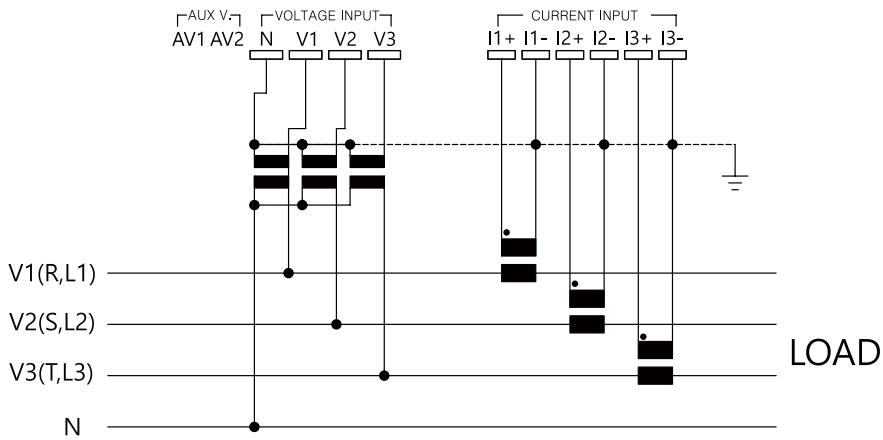 AUX V. VOLTAGE INPUT CURRENT INPUT
AV1 AV2 N V1 V2 V3 I1+ I1- I2+ I2- I3+ I3-
V1(R,L1)
V2(S,L2)
LOAD
V3(T,L3)
N